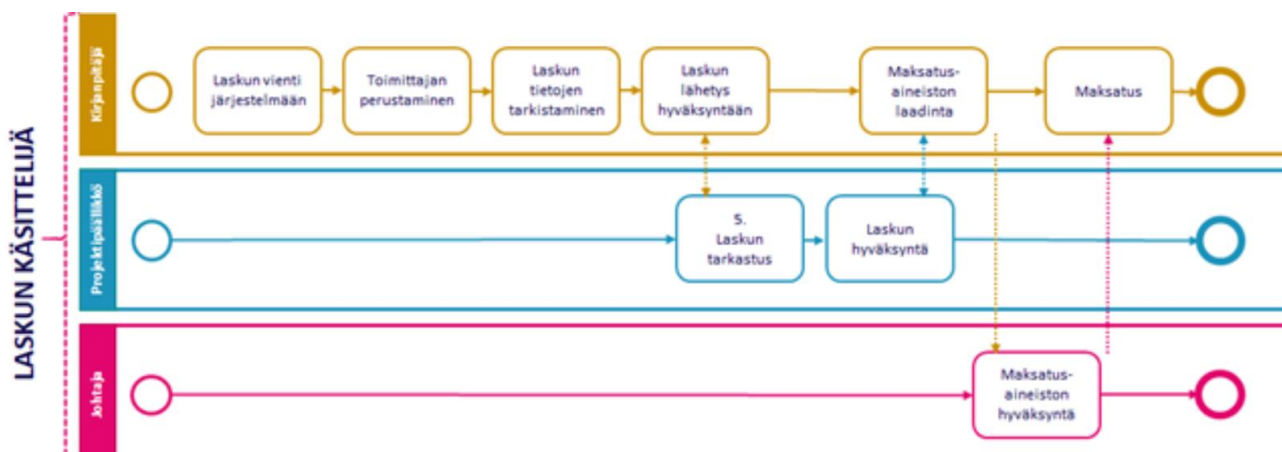 LASKUN KÄSITTELIJÄ
Kirjanpitäjä
Laskun vienti
järjestelmään
Toimittajan
perustaminen
Laskun
tietojen
tarkistaminen
Laskun
lähetys
hyväksyntään
Maksatus-
aineiston
laadinta
Maksatus
Projektipäällikkö
5.
Laskun
tarkastus
Laskun
hyväksyntä
Johtaja
Maksatus-
aineiston
hyväksyntä